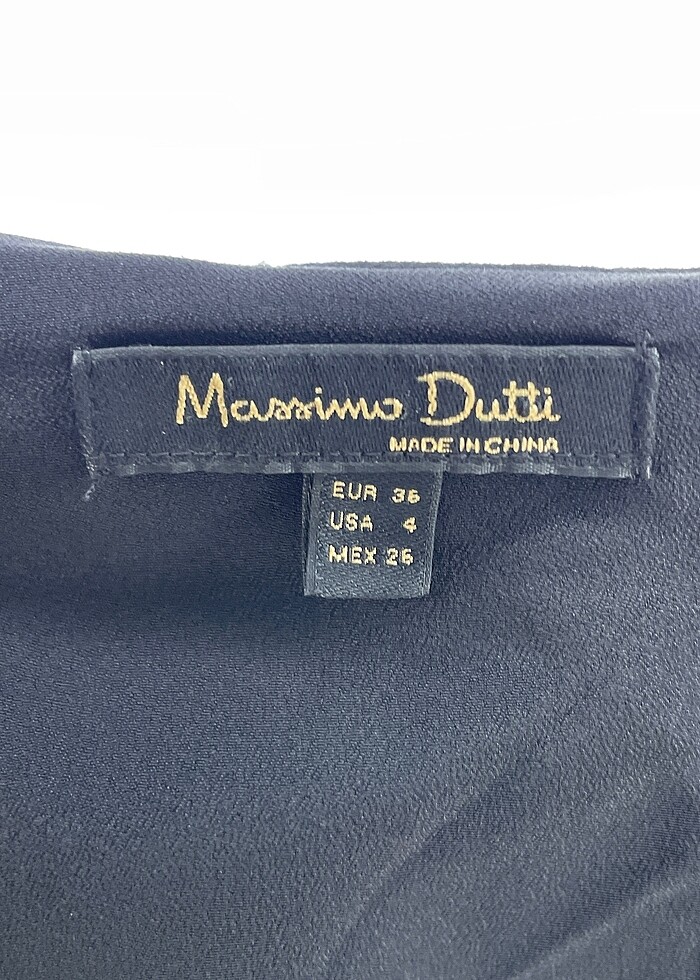 Massimo Dutti
MADE IN CHINA
EUR 36
USA 4
MEX 26